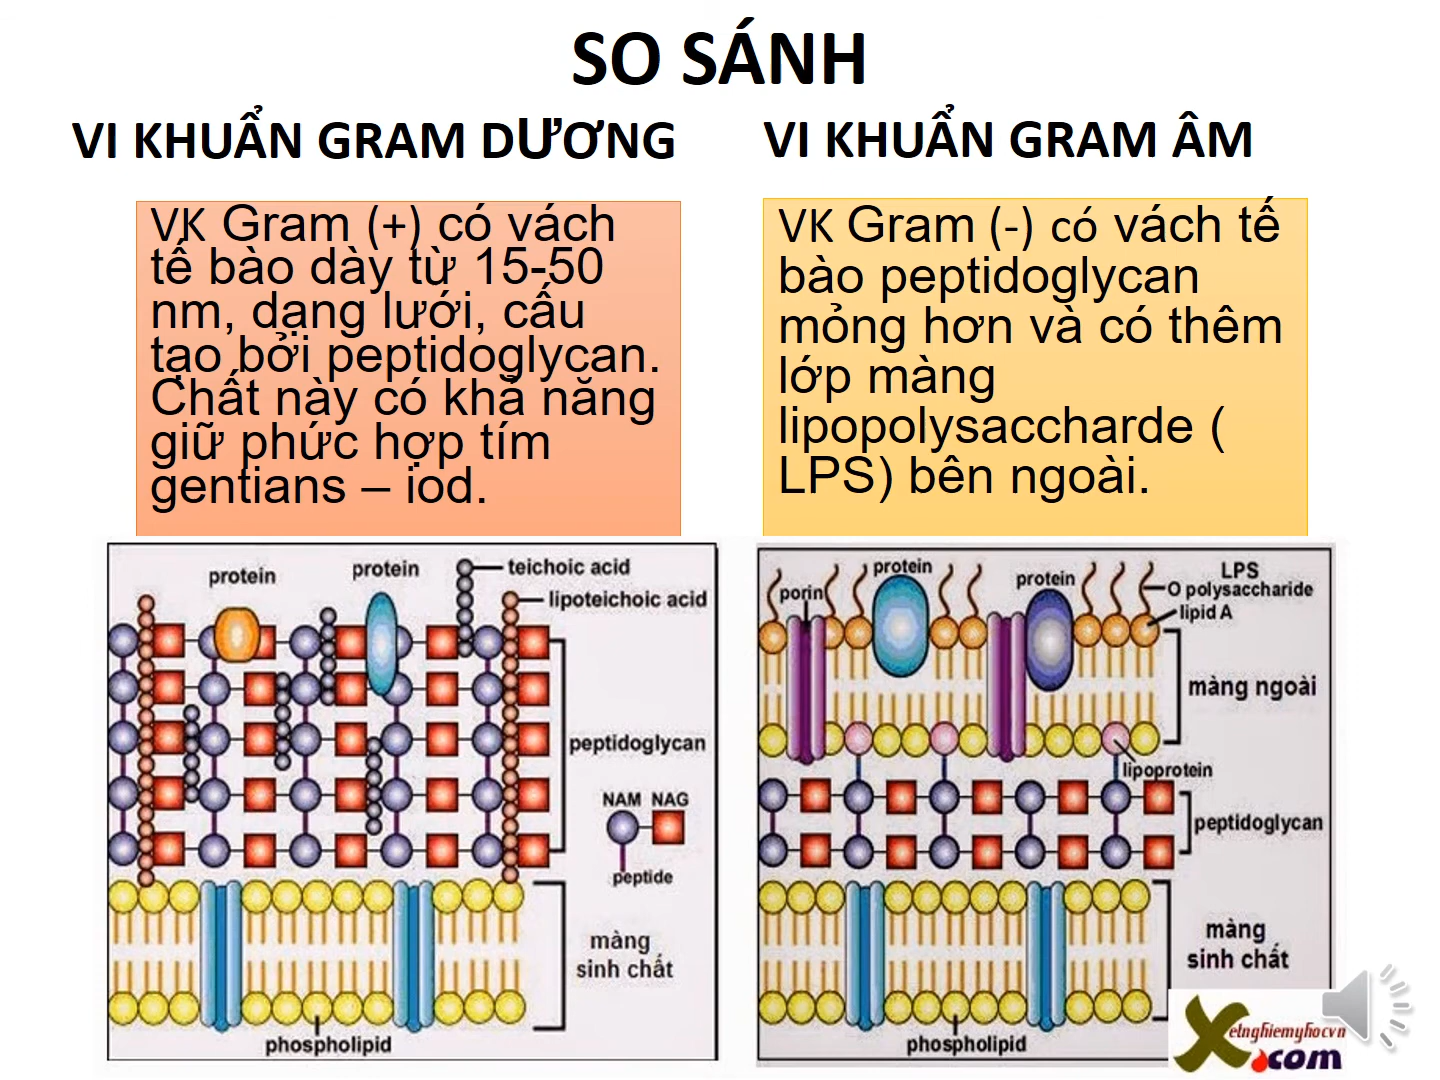 SO SÁNH
VI KHUẨN GRAM DƯƠNG
VI KHUẨN GRAM ÂM
VK Gram (+) có vách
tế bào dày từ 15-50
nm, dạng lưới, cấu
tạo bởi peptidoglycan.
Chất này có khả năng
giữ phức hợp tím
gentians – iod.
VK Gram (-) có vách tế
bào peptidoglycan
mỏng hơn và có thêm
lớp màng
lipopolysaccharde (
LPS) bên ngoài.
protein
protein
teichoic acid
lipoteichoic acid
peptidoglycan
NAM NAG
peptide
màng
sinh chất
phospholipid
porin
protein
protein
LPS
O polysaccharide
lipid A
màng ngoài
lipoprotein
peptidoglycan
màng
sinh chất
phospholipid
Xetnghiemyhocvn
.com